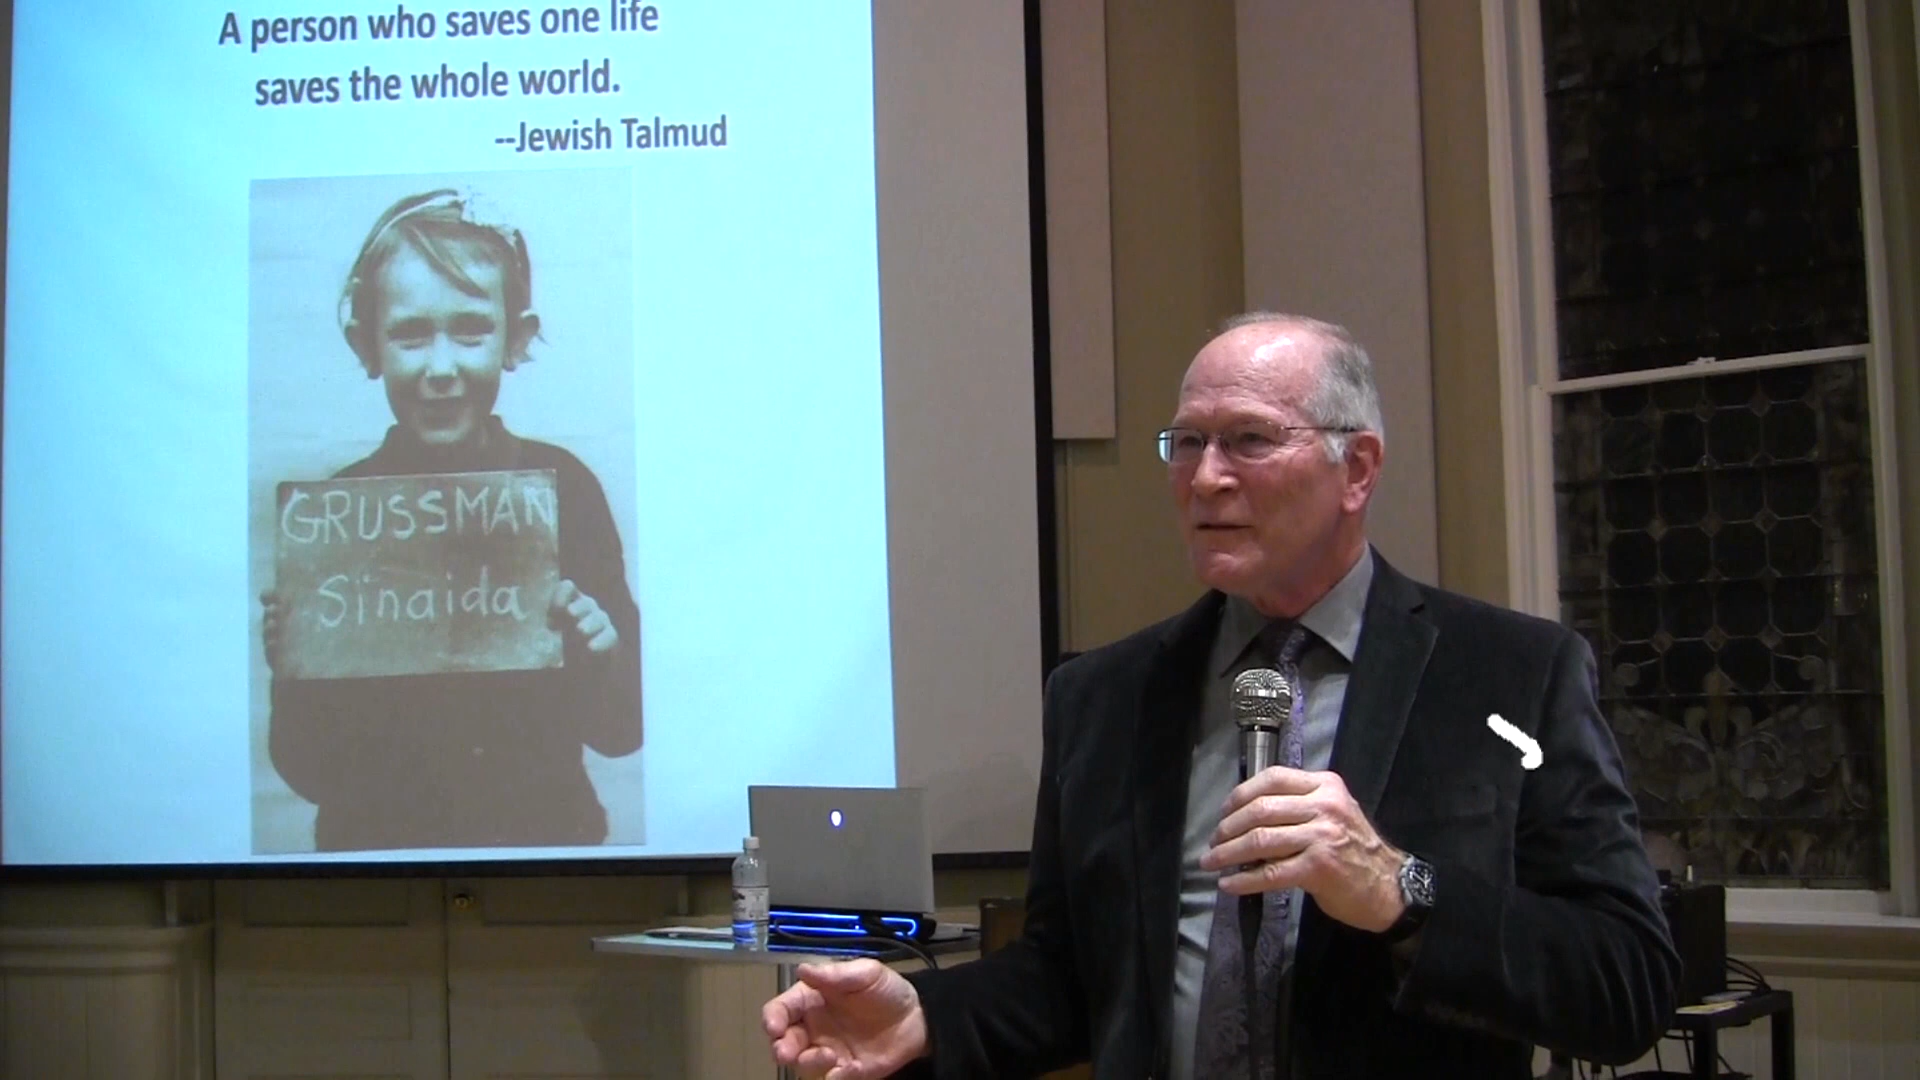 A person who saves one life
saves the whole world.
--Jewish Talmud
GRUSSMAN
Sinaida